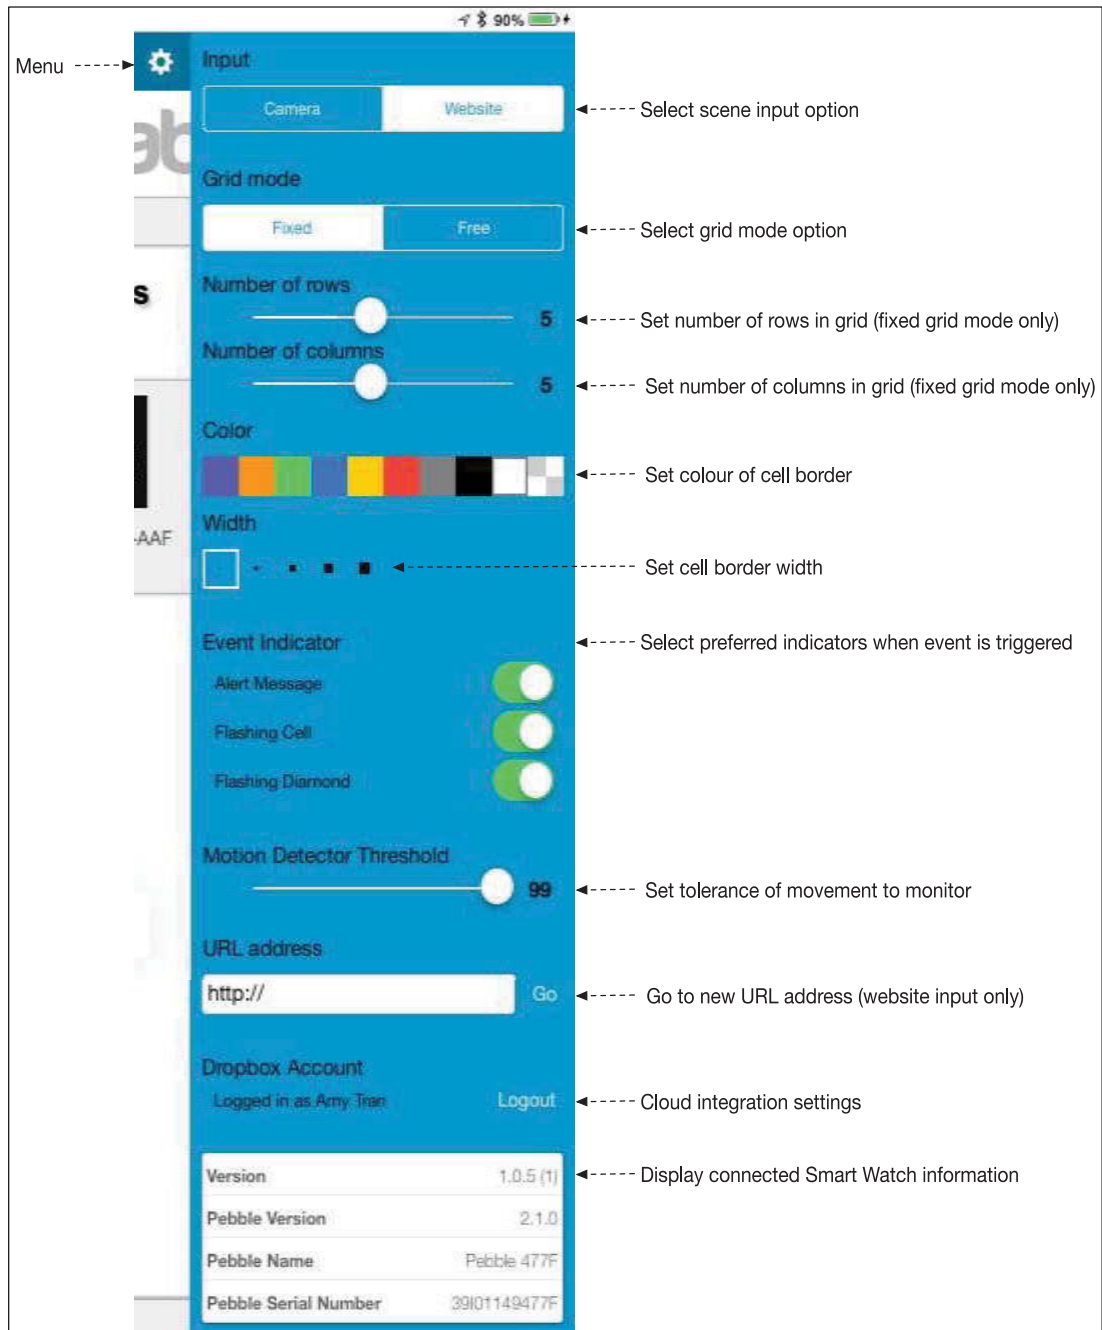 90%
Menu
Input
Camera Website
Select scene input option
ab
Grid mode
Fixed Free
Select grid mode option
s
Number of rows
5
Set number of rows in grid (fixed grid mode only)
Number of columns
5
Set number of columns in grid (fixed grid mode only)
Color
Set colour of cell border
Width
-AAF
Set cell border width
Event Indicator
Select preferred indicators when event is triggered
Alert Message
Flashing Cell
Flashing Diamond
Motion Detector Threshold
99
Set tolerance of movement to monitor
URL address
http:// Go
Go to new URL address (website input only)
Dropbox Account
Logged in as Amy Tran Logout
Cloud integration settings
Version 1.0.5 (1)
Display connected Smart Watch information
Pebble Version 2.1.0
Pebble Name Pebble 477F
Pebble Serial Number 39I01149477F